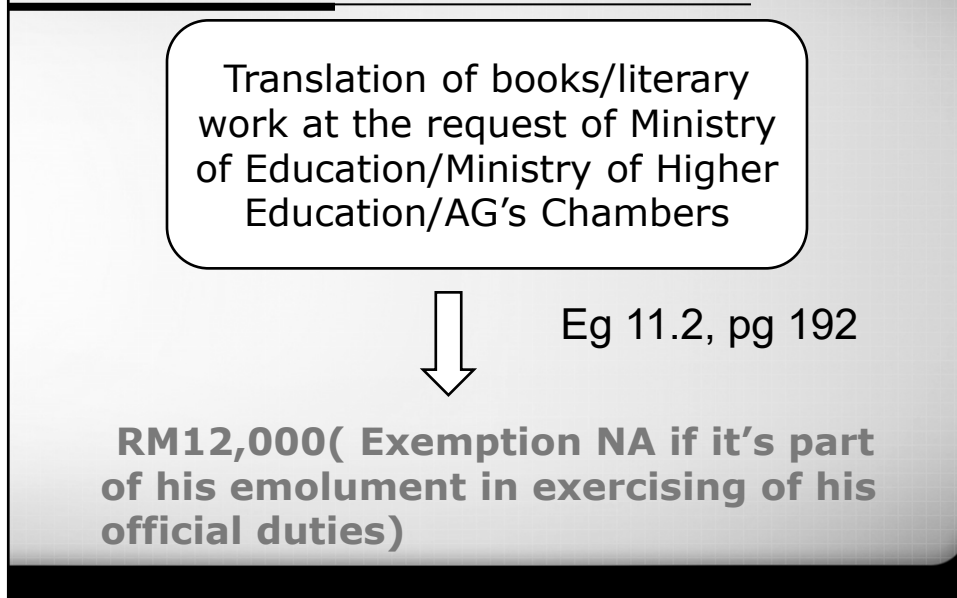 Translation of books/literary
work at the request of Ministry
of Education/Ministry of Higher
Education/AG’s Chambers
Eg 11.2, pg 192
RM12,000( Exemption NA if it’s part
of his emolument in exercising of his
official duties)